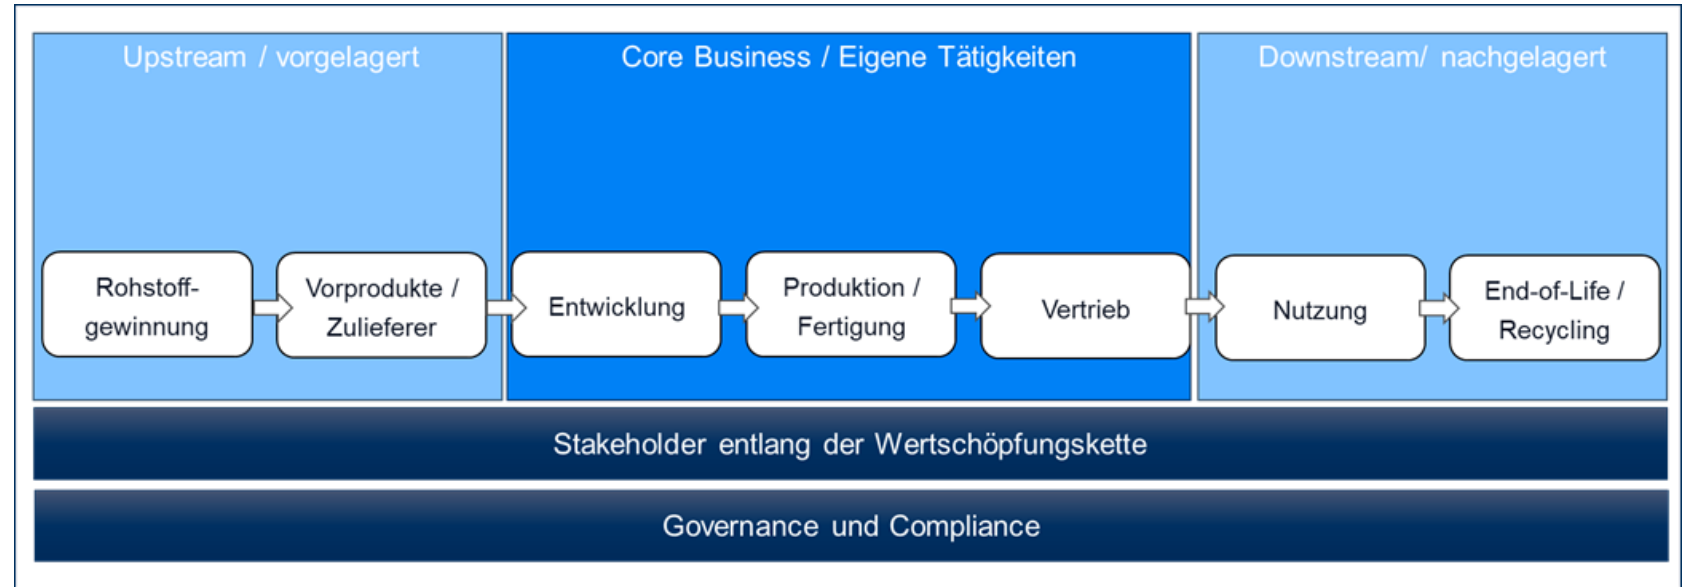 Upstream / vorgelagert
Core Business / Eigene Tätigkeiten
Downstream/ nachgelagert
Rohstoff-
gewinnung
Vorprodukte /
Zulieferer
Entwicklung
Produktion /
Fertigung
Vertrieb
Nutzung
End-of-Life /
Recycling
Stakeholder entlang der Wertschöpfungskette
Governance und Compliance